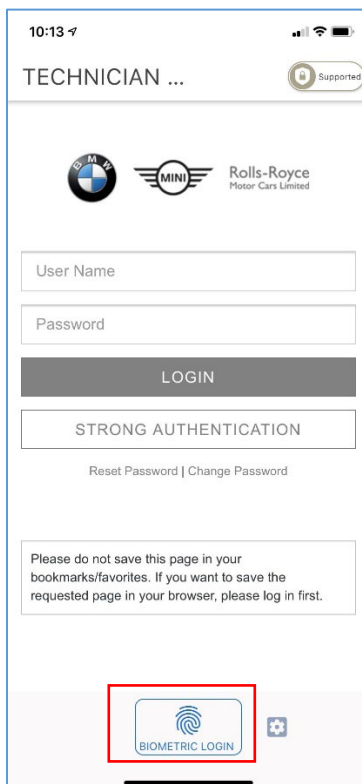 10:13
TECHNICIAN ...
Supported
BMW
MINI
Rolls-Royce
Motor Cars Limited
User Name
Password
LOGIN
STRONG AUTHENTICATION
Reset Password | Change Password
Please do not save this page in your
bookmarks/favorites. If you want to save the
requested page in your browser, please log in first.
BIOMETRIC LOGIN